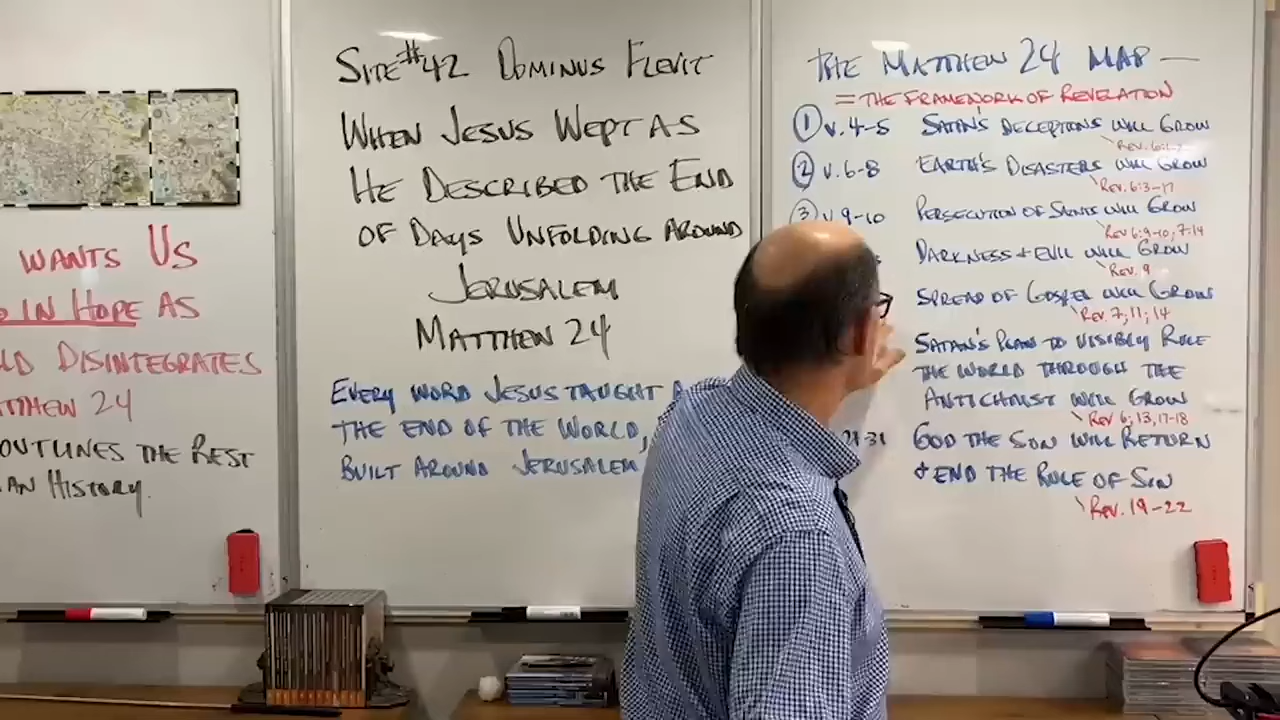 WANTS US
IN HOPE AS
DISINTEGRATES
24
OUTLINES THE REST
HISTORY.
SITE #42 DOMINUS FLEVIT
WHEN JESUS WEPT AS
HE DESCRIBED THE END
OF DAYS UNFOLDING AROUND
JERUSALEM
MATTHEW 24
EVERY WORD JESUS TAUGHT
THE END OF THE WORLD,
BUILT AROUND JERUSALEM
THE MATTHEW 24 MAP —
= THE FRAMEWORK OF REVELATION
① V. 4-5 SATAN'S DECEPTIONS WILL GROW
② V. 6-8 EARTH'S DISASTERS WILL GROW
Rev. 6:3-17
③ V. 9-10 PERSECUTION OF SAINTS WILL GROW
Rev 6:9-10; 7:14
DARKNESS + EVIL WILL GROW
Rev. 9
SPREAD OF GOSPEL WILL GROW
Rev. 7; 11; 14
SATAN'S PLAN TO VISIBLY RULE
THE WORLD THROUGH THE
ANTICHRIST WILL GROW
Rev 6; 13, 17-18
GOD THE SON WILL RETURN
+ END THE RULE OF SIN
Rev. 19-22